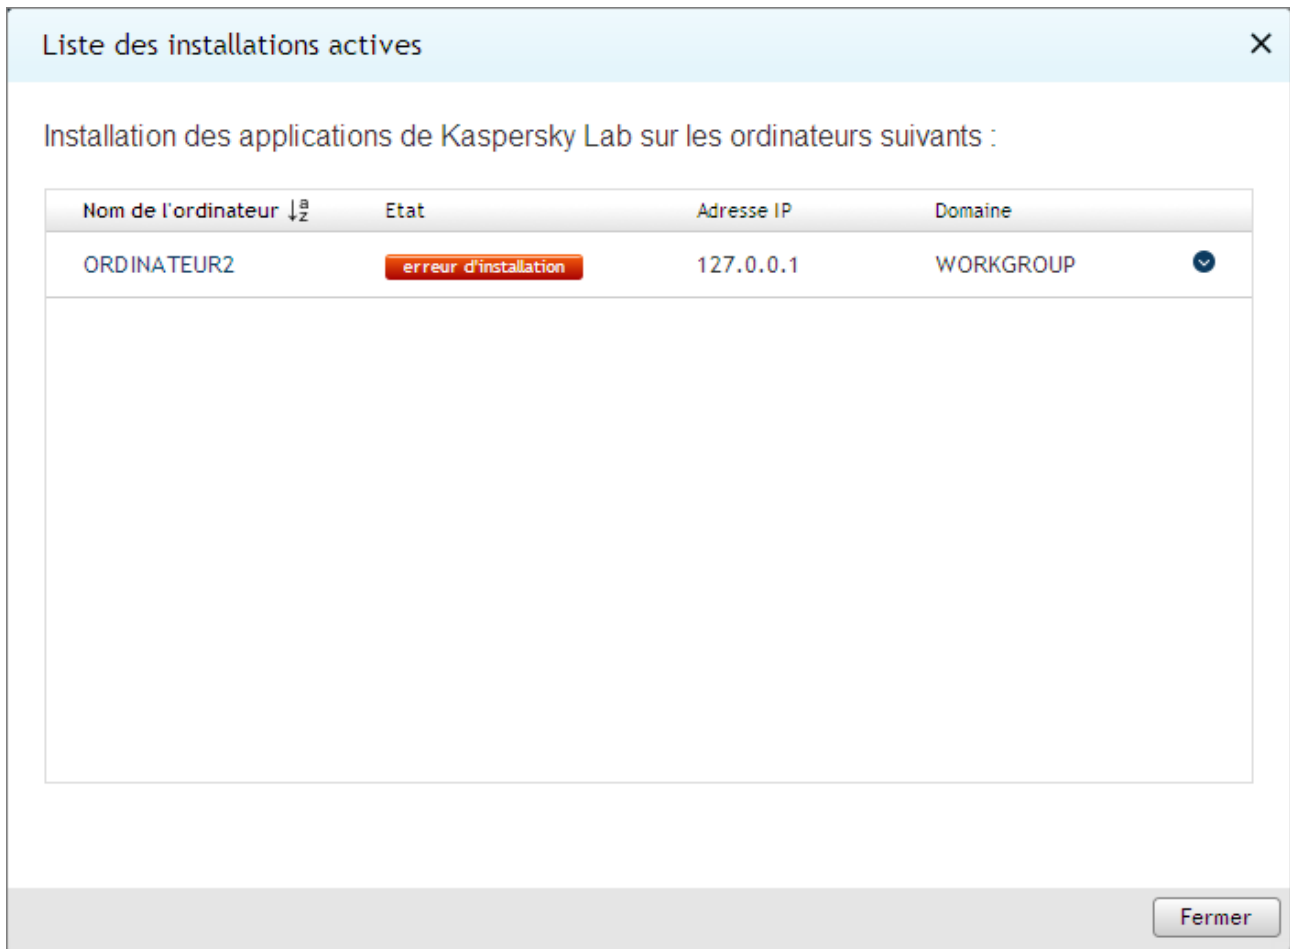 Liste des installations actives
Installation des applications de Kaspersky Lab sur les ordinateurs suivants :
Nom de l'ordinateur ↓az Etat Adresse IP Domaine
ORDINATEUR2 erreur d'installation 127.0.0.1 WORKGROUP
Fermer